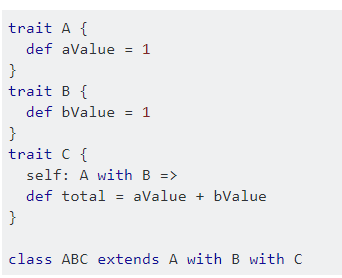 trait A {
  def aValue = 1
}
trait B {
  def bValue = 1
}
trait C {
  self: A with B =>
  def total = aValue + bValue
}

class ABC extends A with B with C